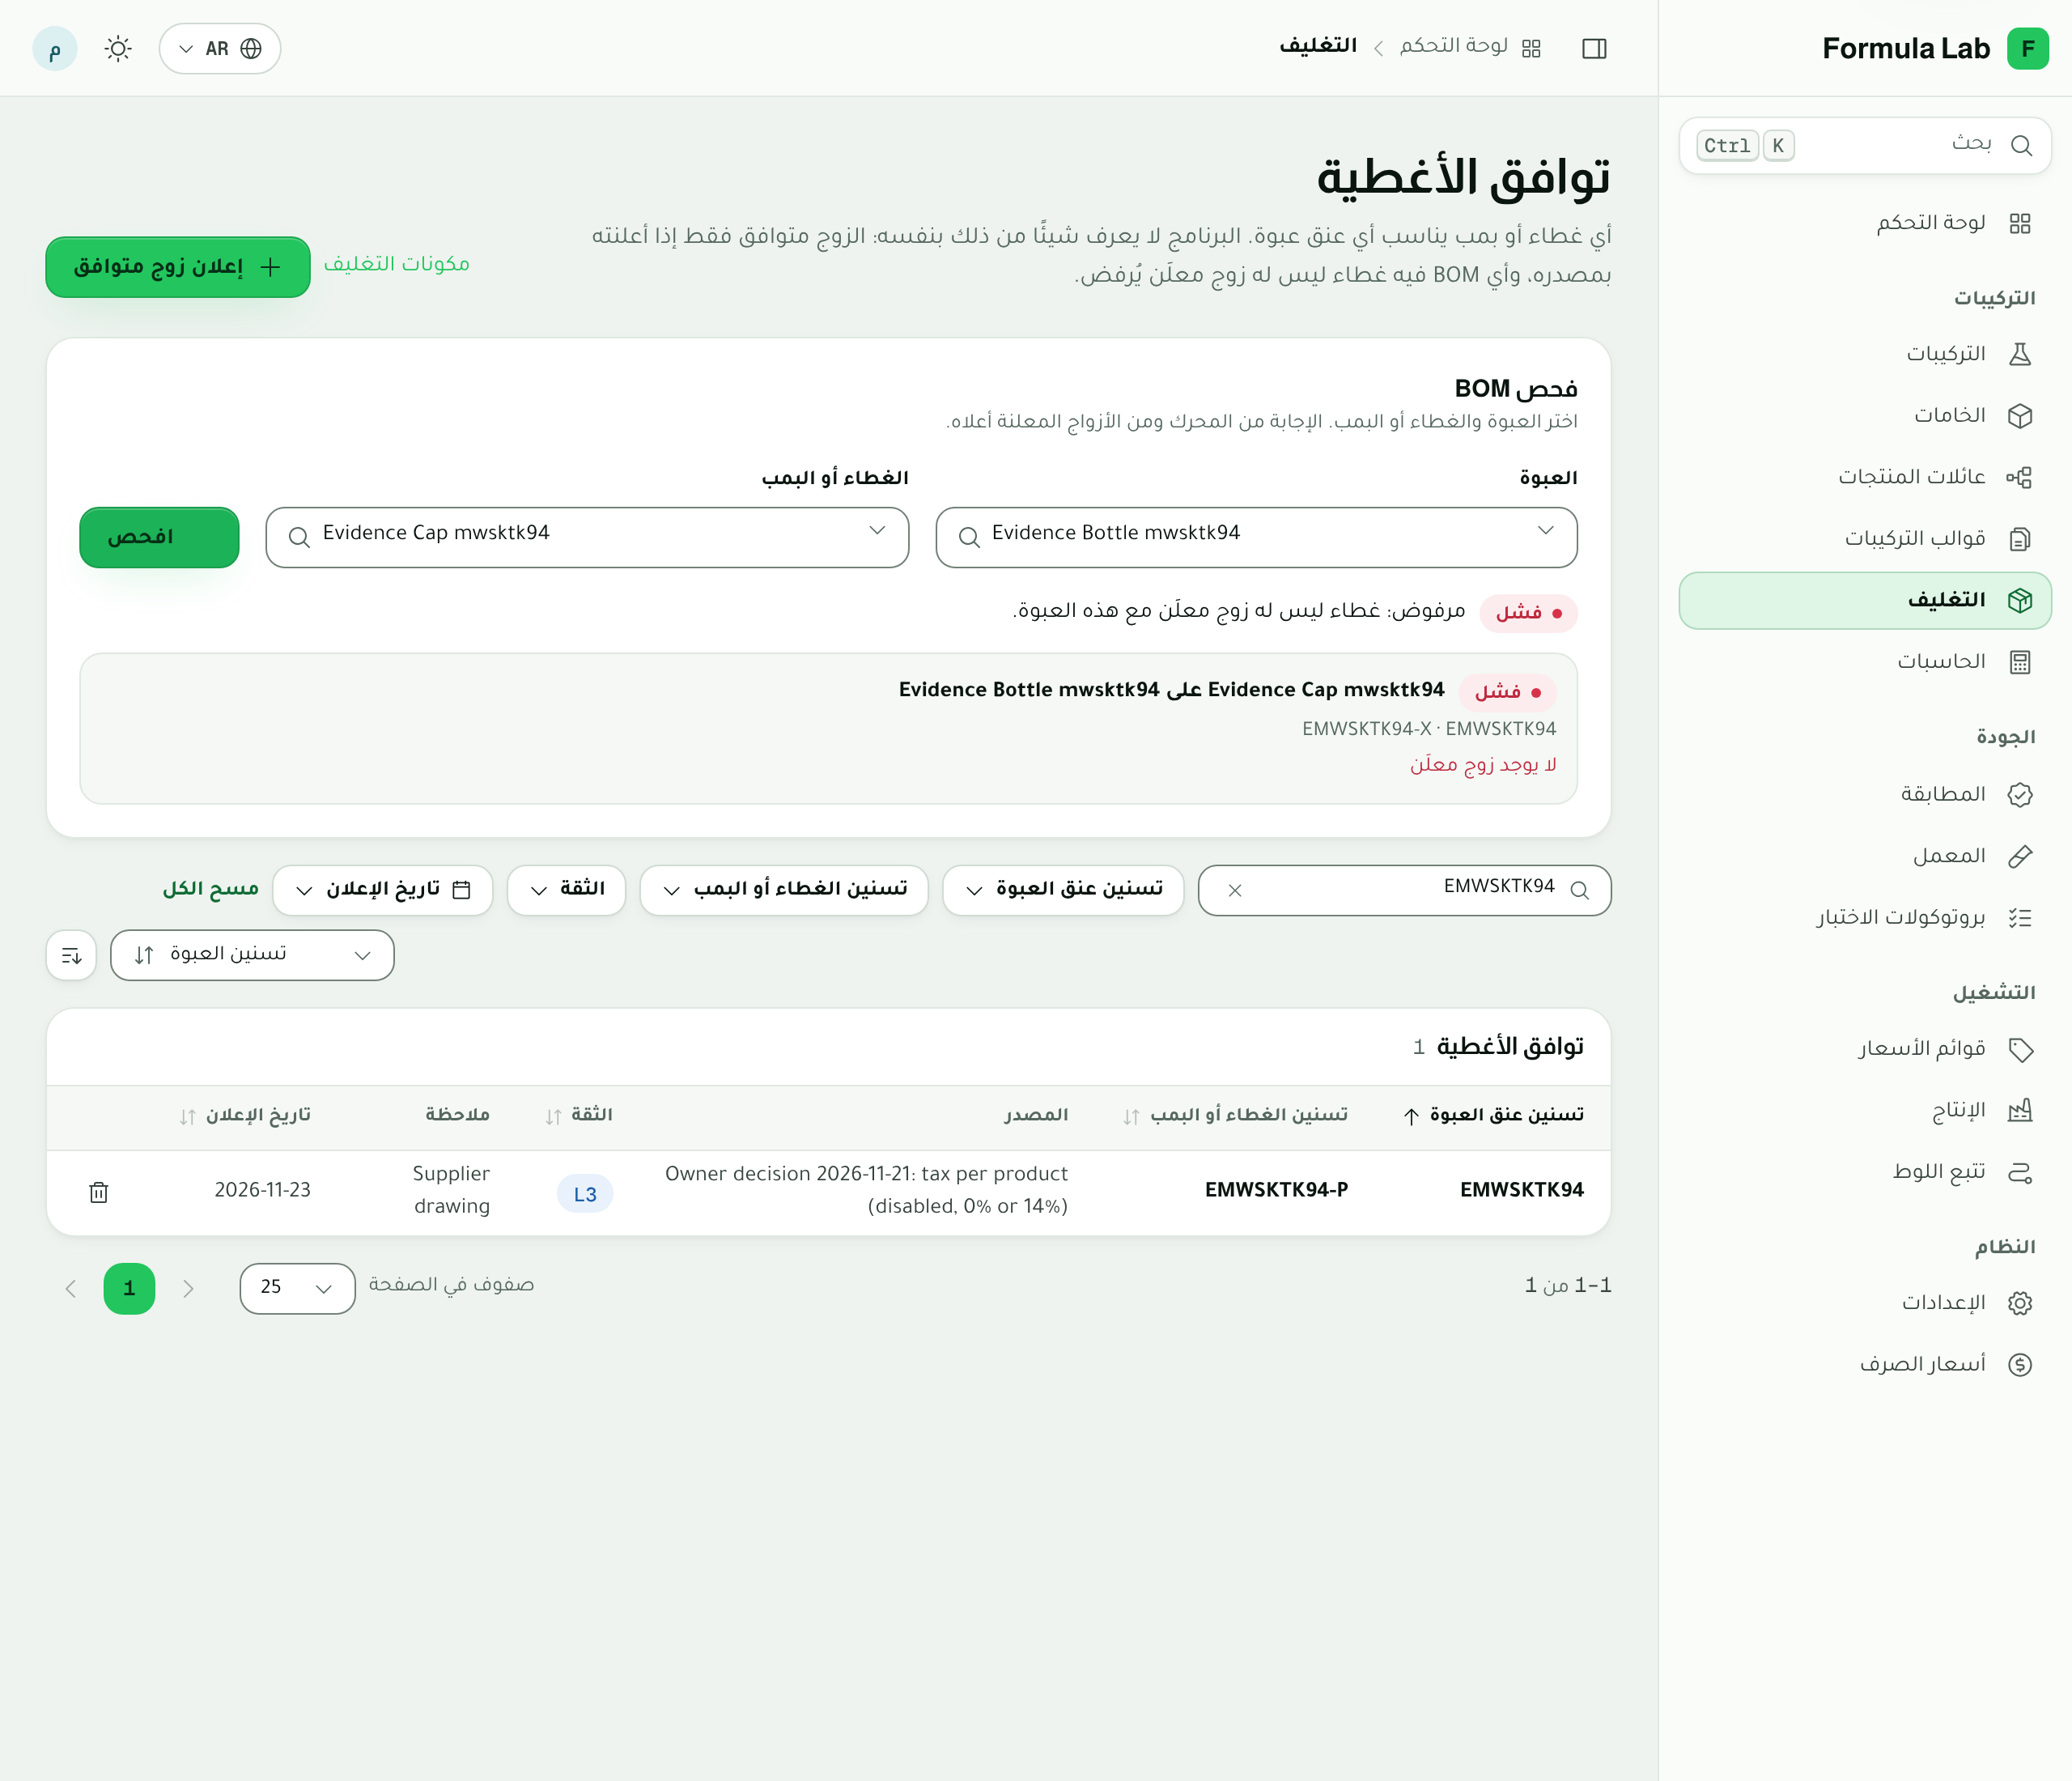 F Formula Lab
بحث
Ctrl K
لوحة التحكم
التركيبات
التركيبات
الخامات
عائلات المنتجات
قوالب التركيبات
التغليف
الحاسبات
الجودة
المطابقة
المعمل
بروتوكولات الاختبار
التشغيل
قوائم الأسعار
الإنتاج
تتبع اللوط
النظام
الإعدادات
أسعار الصرف
لوحة التحكم
التغليف
AR
م
توافق الأغطية
أي غطاء أو بمب يناسب أي عنق عبوة. البرنامج لا يعرف شيئًا من ذلك بنفسه: الزوج متوافق فقط إذا أعلنته
بمصدره، وأي BOM فيه غطاء ليس له زوج معلَن يُرفض.
مكونات التغليف
إعلان زوج متوافق
فحص BOM
اختر العبوة والغطاء أو البمب. الإجابة من المحرك ومن الأزواج المعلنة أعلاه.
العبوة
الغطاء أو البمب
Evidence Bottle mwsktk94
Evidence Cap mwsktk94
افحص
فشل
مرفوض: غطاء ليس له زوج معلَن مع هذه العبوة.
فشل
Evidence Cap mwsktk94 على Evidence Bottle mwsktk94
EMWSKTK94-X · EMWSKTK94
لا يوجد زوج معلَن
EMWSKTK94
تسنين عنق العبوة
تسنين الغطاء أو البمب
الثقة
تاريخ الإعلان
مسح الكل
تسنين العبوة
توافق الأغطية 1
تسنين عنق العبوة
تسنين الغطاء أو البمب
المصدر
الثقة
ملاحظة
تاريخ الإعلان
EMWSKTK94
EMWSKTK94-P
Owner decision 2026-11-21: tax per product
(disabled, 0% or 14%)
L3
Supplier
drawing
2026-11-23
1–1 من 1
صفوف في الصفحة
25
1